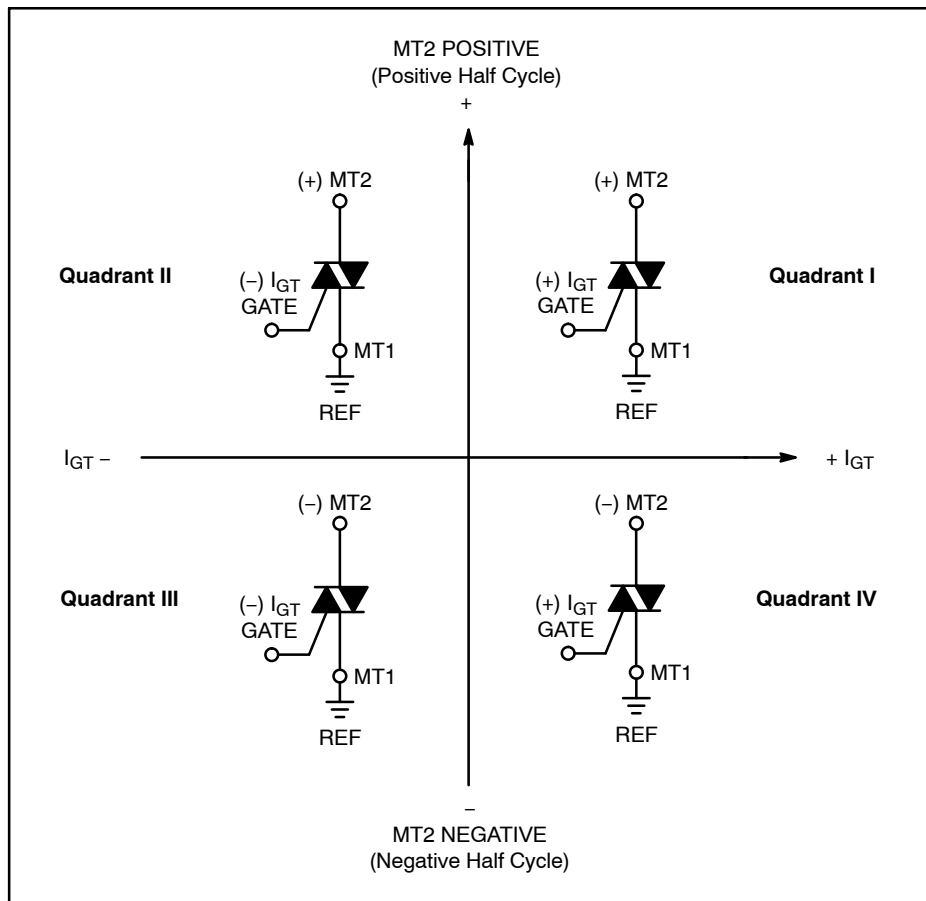 MT2 POSITIVE
(Positive Half Cycle)
+
(+) MT2
(−) IGT
GATE
MT1
REF
Quadrant II
(+) MT2
(+) IGT
GATE
MT1
REF
Quadrant I
IGT −
+ IGT
(−) MT2
Quadrant III
(−) IGT
GATE
MT1
REF
(−) MT2
(+) IGT
GATE
MT1
REF
Quadrant IV
−
MT2 NEGATIVE
(Negative Half Cycle)